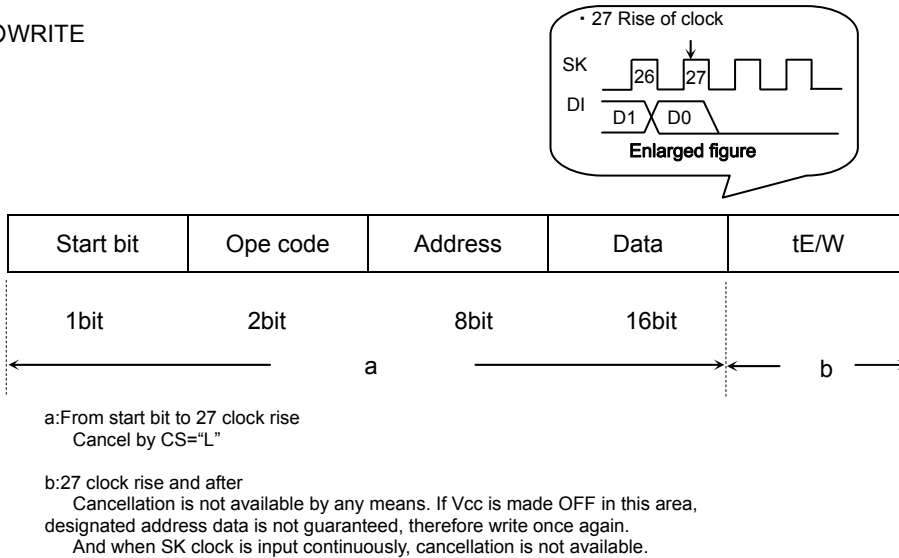 ・27 Rise of clock
SK
26
27
DI
D1
D0
Enlarged figure
Start bit
Ope code
Address
Data
tE/W
1bit
2bit
8bit
16bit
a
b
a:From start bit to 27 clock rise
Cancel by CS=“L”
b:27 clock rise and after
Cancellation is not available by any means. If Vcc is made OFF in this area,
designated address data is not guaranteed, therefore write once again.
And when SK clock is input continuously, cancellation is not available.